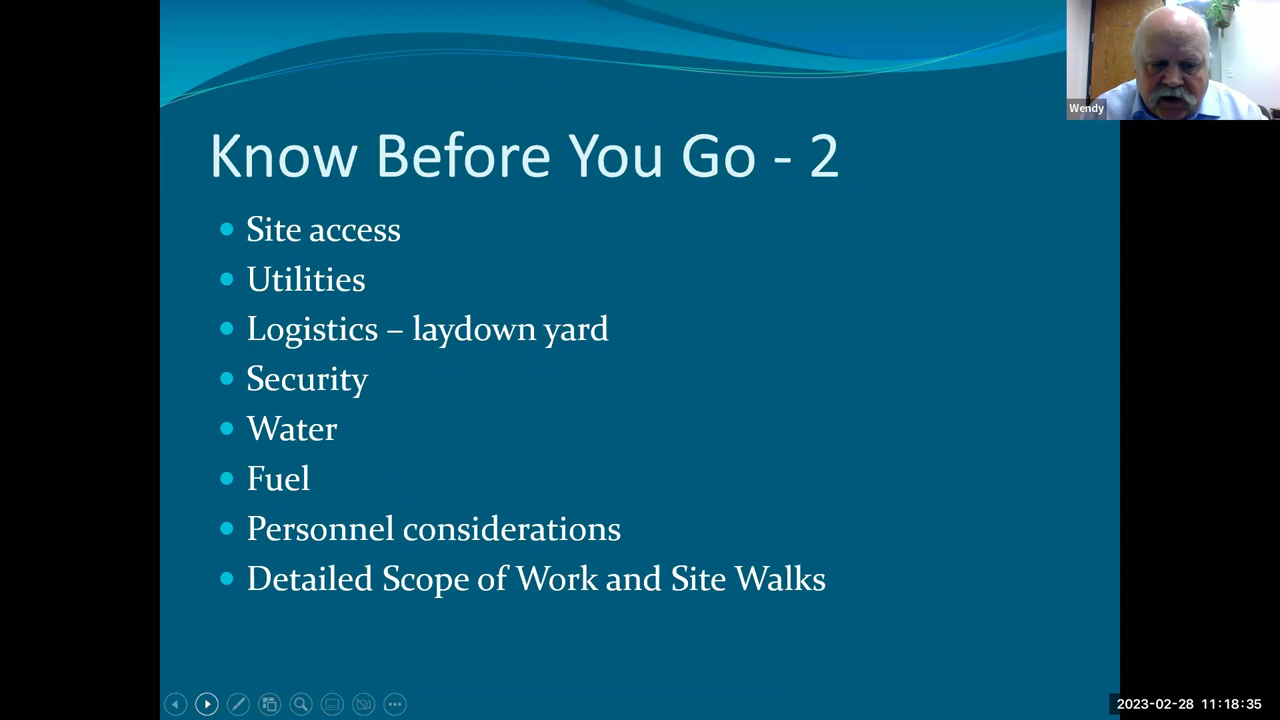 Wendy
Know Before You Go - 2
Site access
Utilities
Logistics – laydown yard
Security
Water
Fuel
Personnel considerations
Detailed Scope of Work and Site Walks
2023-02-28 11:18:35